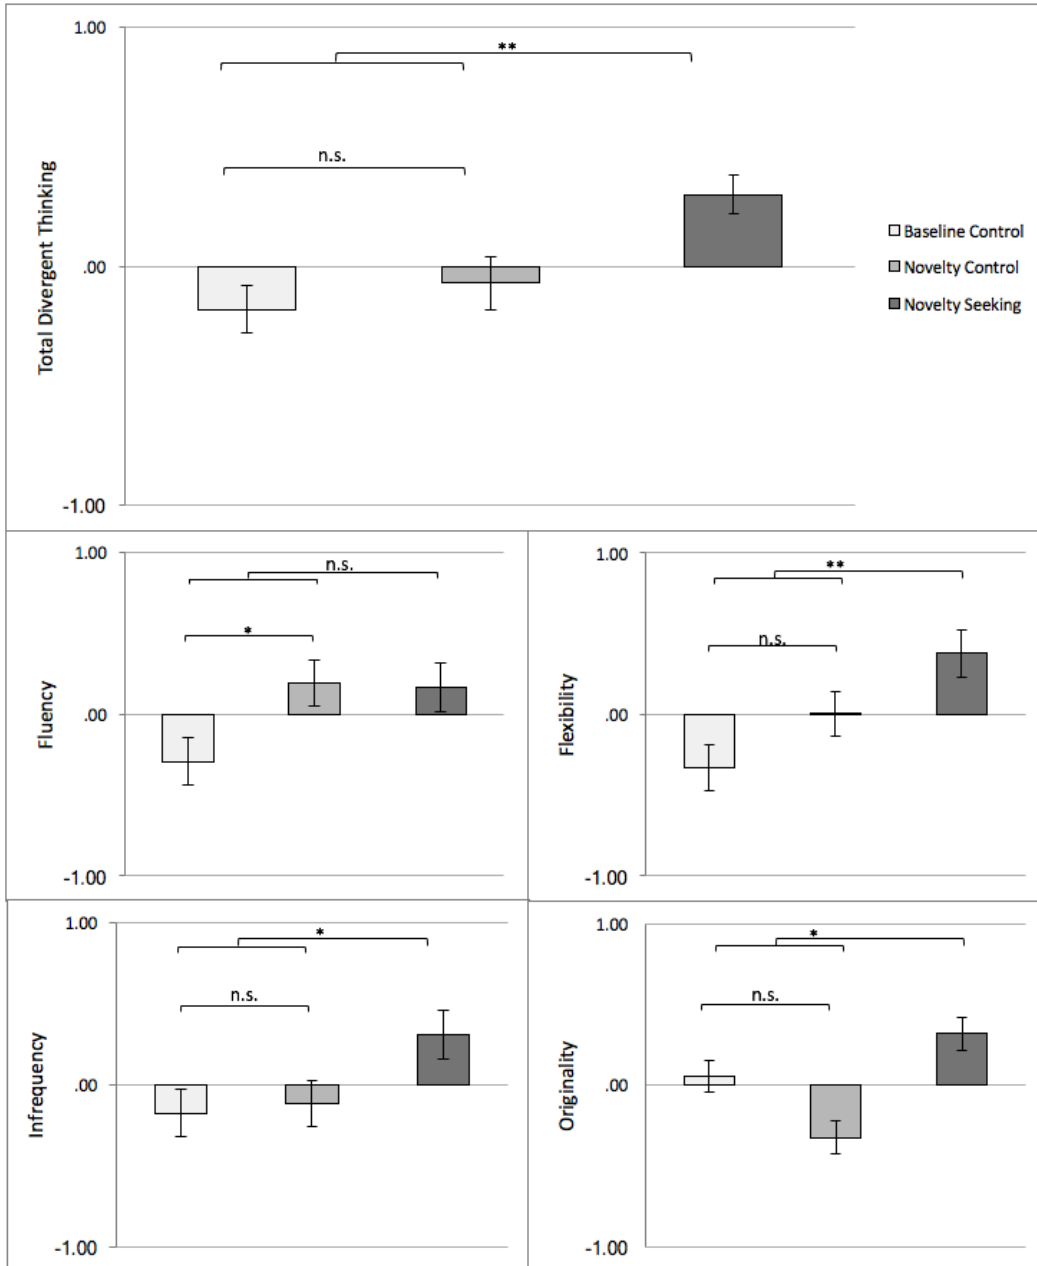 1.00
**
n.s.
Total Divergent Thinking
.00
-1.00
Baseline Control
Novelty Control
Novelty Seeking
1.00
n.s.
*
Fluency
.00
-1.00
1.00
**
n.s.
Flexibility
.00
-1.00
1.00
*
n.s.
Infrequency
.00
-1.00
1.00
*
n.s.
Originality
.00
-1.00